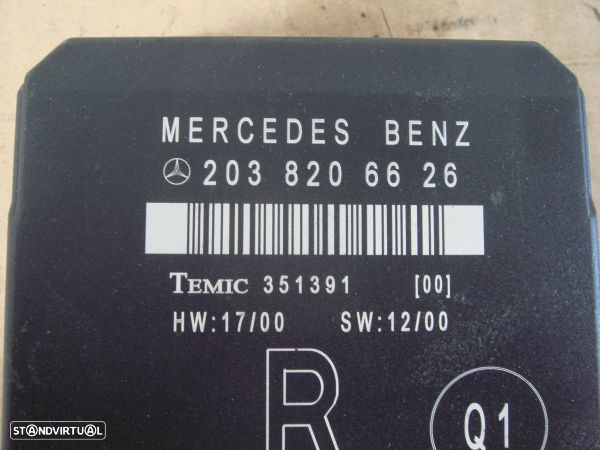 MERCEDES BENZ
203 820 66 26
TEMIC 351391 [00]
HW:17/00 SW:12/00
R
Q1
STANDVIRTUAL